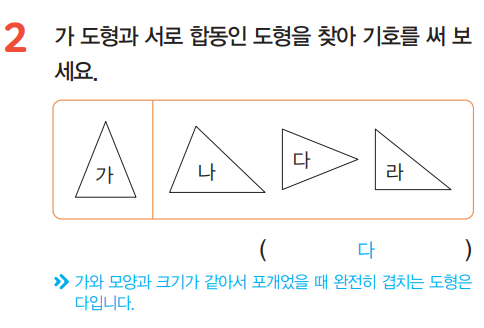 2 가 도형과 서로 합동인 도형을 찾아 기호를 써 보
세요.
가 나 다 라
( 다 )
가와 모양과 크기가 같아서 포개었을 때 완전히 겹치는 도형은
다입니다.